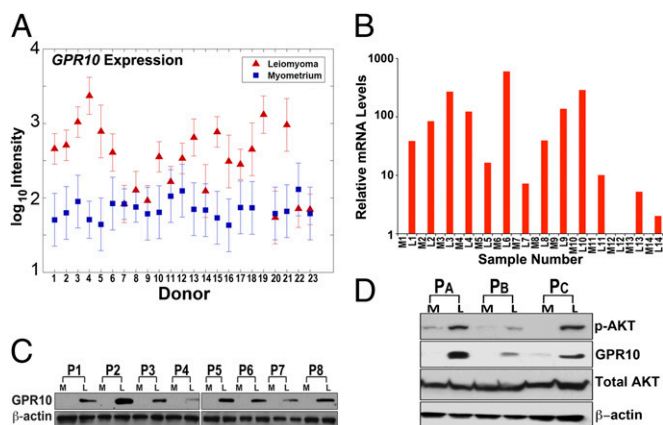 A
GPR10 Expression
Leiomyoma
Myometrium
4
3
2
1
log10 Intensity
1 2 3 4 5 6 7 8 9 10 11 12 13 14 15 16 17 18 19 20 21 22 23
Donor
B
1000
100
10
1
Relative mRNA Levels
M1 L1 M2 L2 M3 L3 M4 L4 M5 L5 M6 L6 M7 L7 M8 L8 M9 L9 M10 L10 M11 L11 M12 L12 M13 L13 M14 L14
Sample Number
C
P1 P2 P3 P4 P5 P6 P7 P8
M L M L M L M L M L M L M L M L
GPR10
β-actin
D
PA PB PC
M L M L M L
p-AKT
GPR10
Total AKT
β-actin